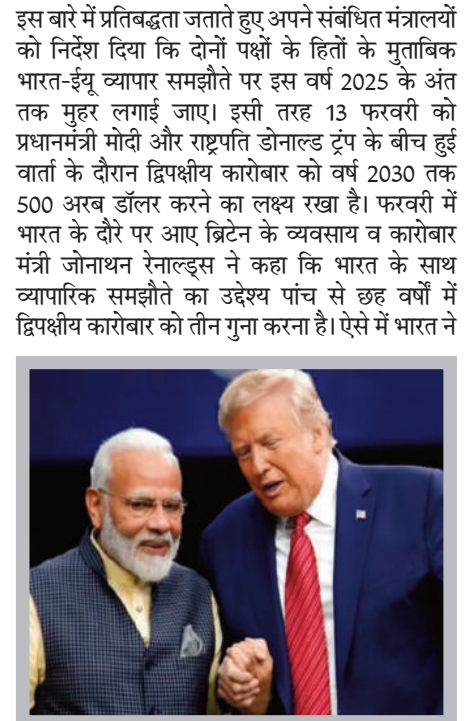 इस बारे में प्रतिबद्धता जताते हुए अपने संबंधित मंत्रालयों
को निर्देश दिया कि दोनों पक्षों के हितों के मुताबिक
भारत-ईयू व्यापार समझौते पर इस वर्ष 2025 के अंत
तक मुहर लगाई जाए। इसी तरह 13 फरवरी को
प्रधानमंत्री मोदी और राष्ट्रपति डोनाल्ड ट्रंप के बीच हुई
वार्ता के दौरान द्विपक्षीय कारोबार को वर्ष 2030 तक
500 अरब डॉलर करने का लक्ष्य रखा है। फरवरी में
भारत के दौरे पर आए ब्रिटेन के व्यवसाय व कारोबार
मंत्री जोनाथन रेनाल्ड्स ने कहा कि भारत के साथ
व्यापारिक समझौते का उद्देश्य पांच से छह वर्षों में
द्विपक्षीय कारोबार को तीन गुना करना है। ऐसे में भारत ने